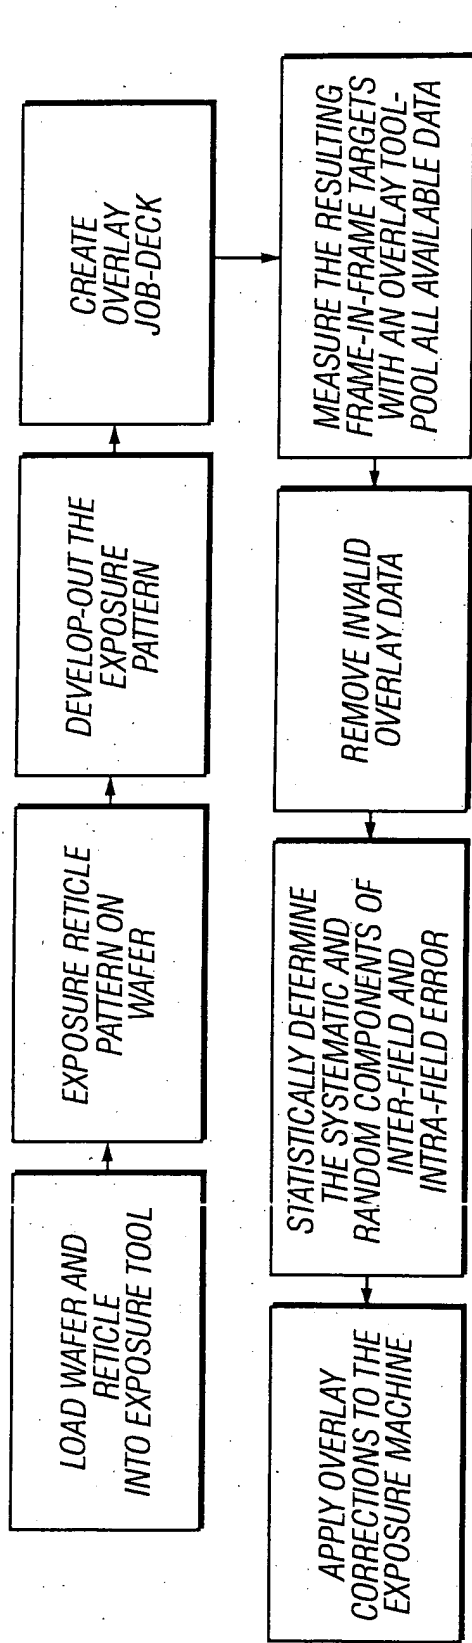 LOAD WAFER AND
RETICLE
INTO EXPOSURE TOOL
EXPOSURE RETICLE
PATTERN ON
WAFER
DEVELOP-OUT THE
EXPOSURE
PATTERN
CREATE
OVERLAY
JOB-DECK
MEASURE THE RESULTING
FRAME-IN-FRAME TARGETS
WITH AN OVERLAY TOOL-
POOL ALL AVAILABLE DATA
REMOVE INVALID
OVERLAY DATA
STATISTICALLY DETERMINE
THE SYSTEMATIC AND
RANDOM COMPONENTS OF
INTER-FIELD AND
INTRA-FIELD ERROR
APPLY OVERLAY
CORRECTIONS TO THE
EXPOSURE MACHINE